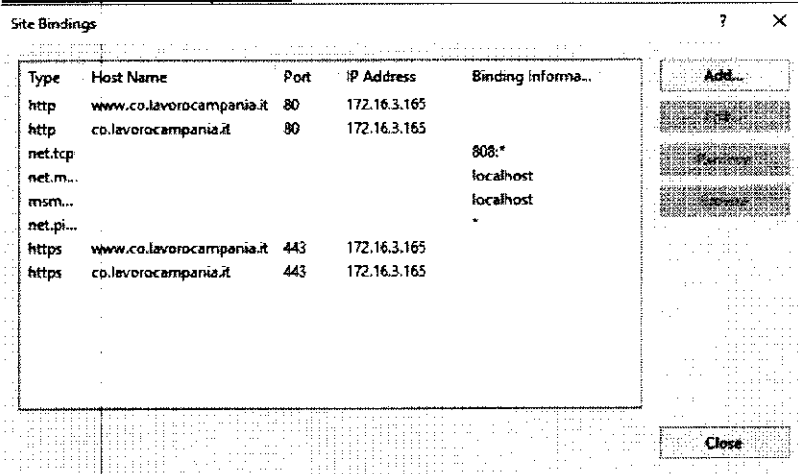 Site Bindings ? ×
Type Host Name Port IP Address Binding Informa...
Add...
http www.co.lavorocampania.it 80 172.16.3.165
http co.lavorocampania.it 80 172.16.3.165
net.tcp 808:*
net.m... localhost
msm... localhost
net.pi... *
https www.co.lavorocampania.it 443 172.16.3.165
https co.lavorocampania.it 443 172.16.3.165
Close